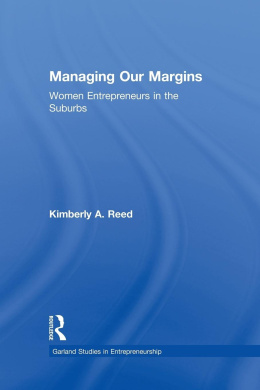 Managing Our Margins
Women Entrepreneurs in the
Suburbs
Kimberly A. Reed
ROUTLEDGE
Garland Studies in Entrepreneurship